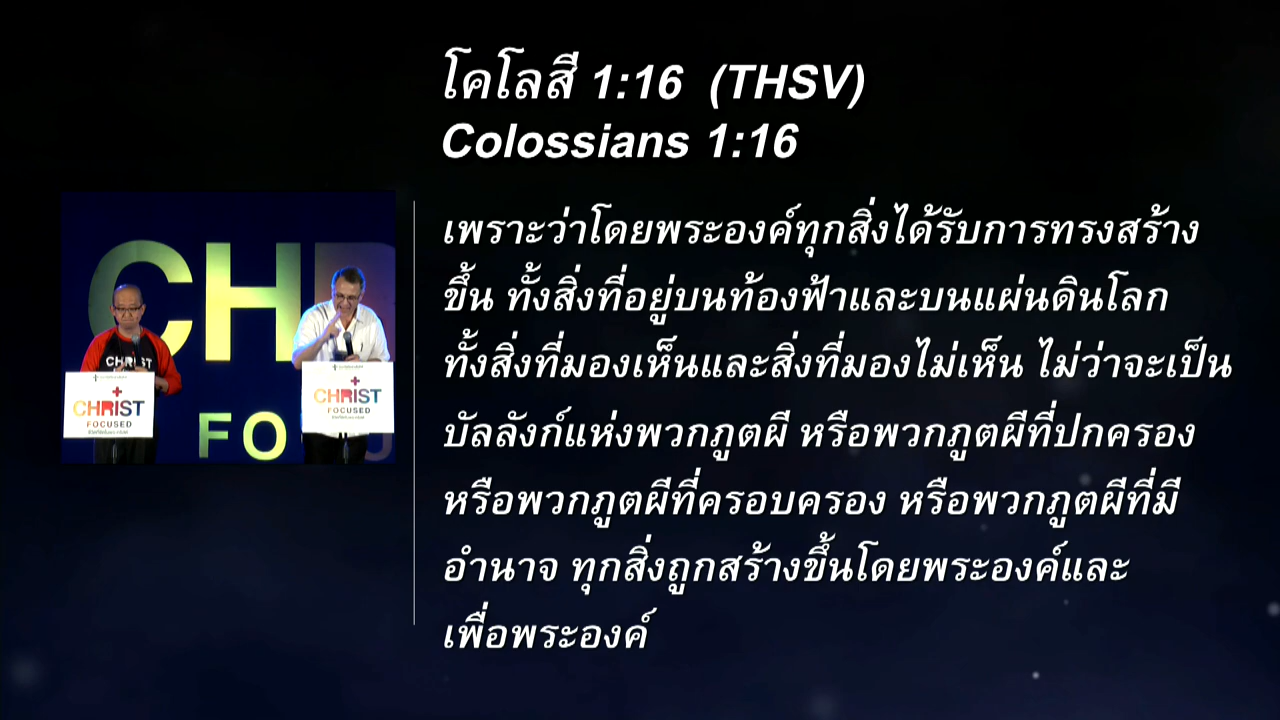 โคโลสี 1:16 (THSV)
Colossians 1:16
เพราะว่าโดยพระองค์ทุกสิ่งได้รับการทรงสร้าง
ขึ้น ทั้งสิ่งที่อยู่บนท้องฟ้าและบนแผ่นดินโลก
ทั้งสิ่งที่มองเห็นและสิ่งที่มองไม่เห็น ไม่ว่าจะเป็น
บัลลังก์แห่งพวกภูตผี หรือพวกภูตผีที่ปกครอง
หรือพวกภูตผีที่ครอบครอง หรือพวกภูตผีที่มี
อำนาจ ทุกสิ่งถูกสร้างขึ้นโดยพระองค์และ
เพื่อพระองค์
CHR
FOCU
CHRIST
CHRIST
FOCUSED
CHRIST
FOCUSED